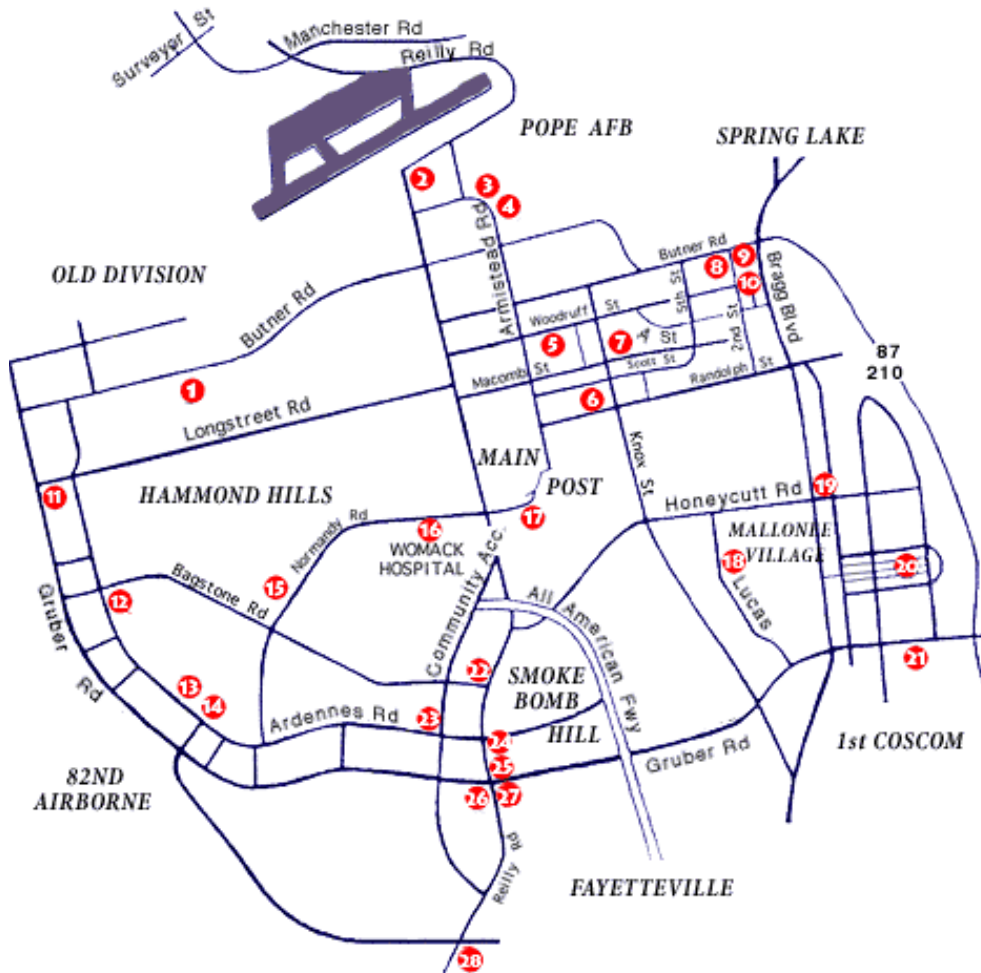 Surveyor St
Manchester Rd
Reilly Rd
POPE AFB
SPRING LAKE
2
3
4
OLD DIVISION
Butner Rd
Armistead Rd
Butner Rd
8
9
10
Bragg Blvd
5th St
2nd St
Woodruff St
5
7
A St
Scott St
Macomb St
Randolph St
6
87
210
1
Longstreet Rd
MAIN
POST
Knox St
11
HAMMOND HILLS
Normandy Rd
16
17
WOMACK
HOSPITAL
Honeycutt Rd
19
MALLONEE
VILLAGE
18
Lucas
20
Community Acc.
All American Fwy
15
Bagstone Rd
12
Gruber Rd
13
14
22
SMOKE
BOMB
HILL
21
Ardennes Rd
23
24
25
26
27
Gruber Rd
1st COSCOM
82ND
AIRBORNE
Reilly Rd
FAYETTEVILLE
28